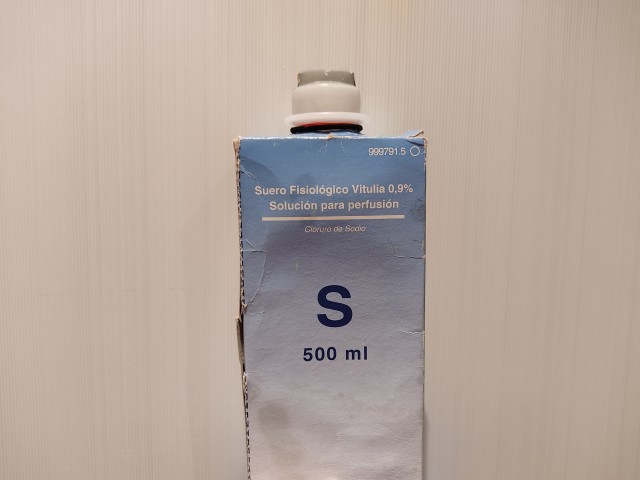 999791.5
Suero Fisiológico Vitulia 0,9%
Solución para perfusión
Cloruro de Sodio
S
500 ml